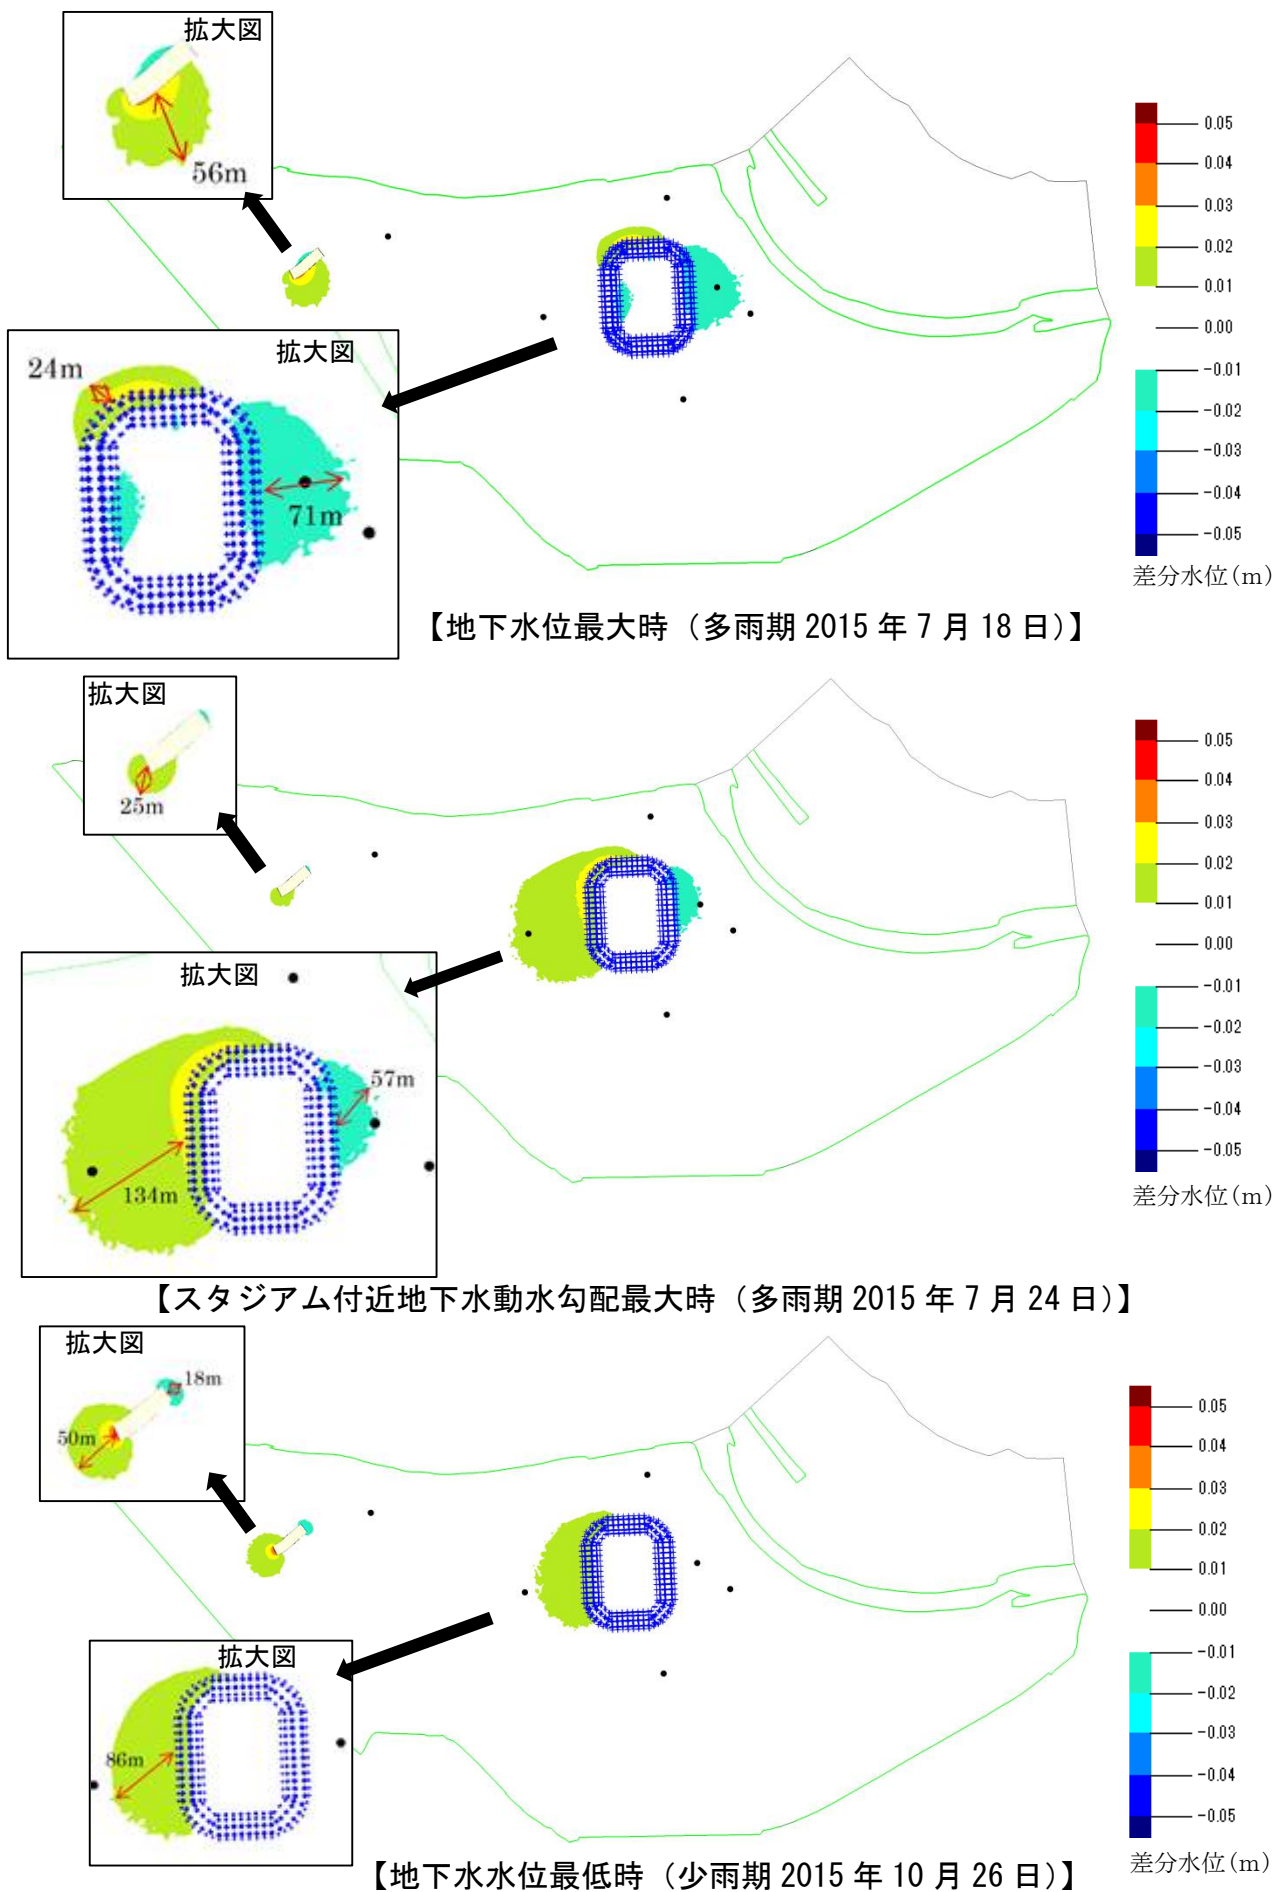 拡大図
56m
0.05
0.04
0.03
0.02
0.01
0.00
-0.01
-0.02
-0.03
-0.04
-0.05
差分水位(m)
拡大図
24m
71m
【地下水位最大時(多雨期 2015 年 7 月 18 日)】
拡大図
25m
0.05
0.04
0.03
0.02
0.01
0.00
-0.01
-0.02
-0.03
-0.04
-0.05
差分水位(m)
拡大図
57m
134m
【スタジアム付近地下水動水勾配最大時(多雨期 2015 年 7 月 24 日)】
拡大図
18m
50m
0.05
0.04
0.03
0.02
0.01
0.00
-0.01
-0.02
-0.03
-0.04
-0.05
差分水位(m)
拡大図
86m
【地下水水位最低時(少雨期 2015 年 10 月 26 日)】